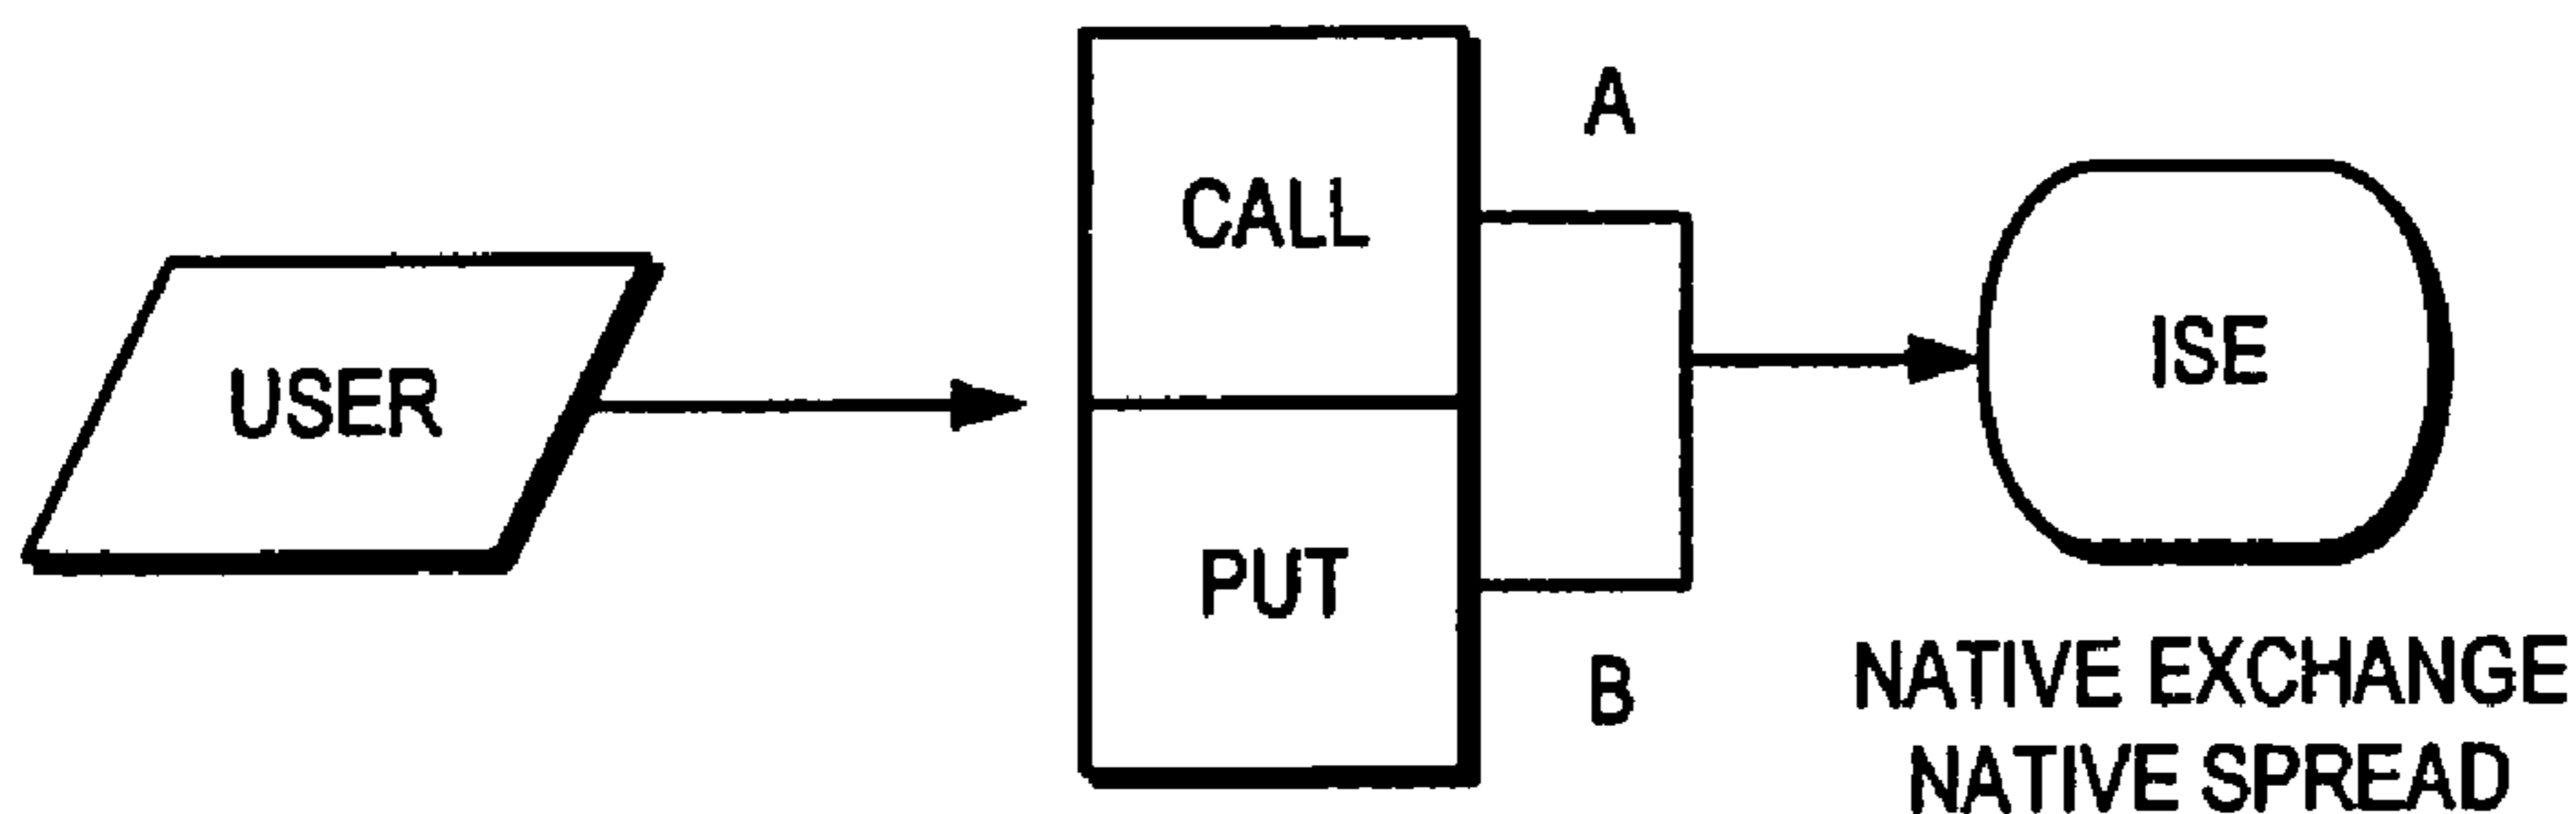 USER
CALL
PUT
A
B
ISE
NATIVE EXCHANGE
NATIVE SPREAD